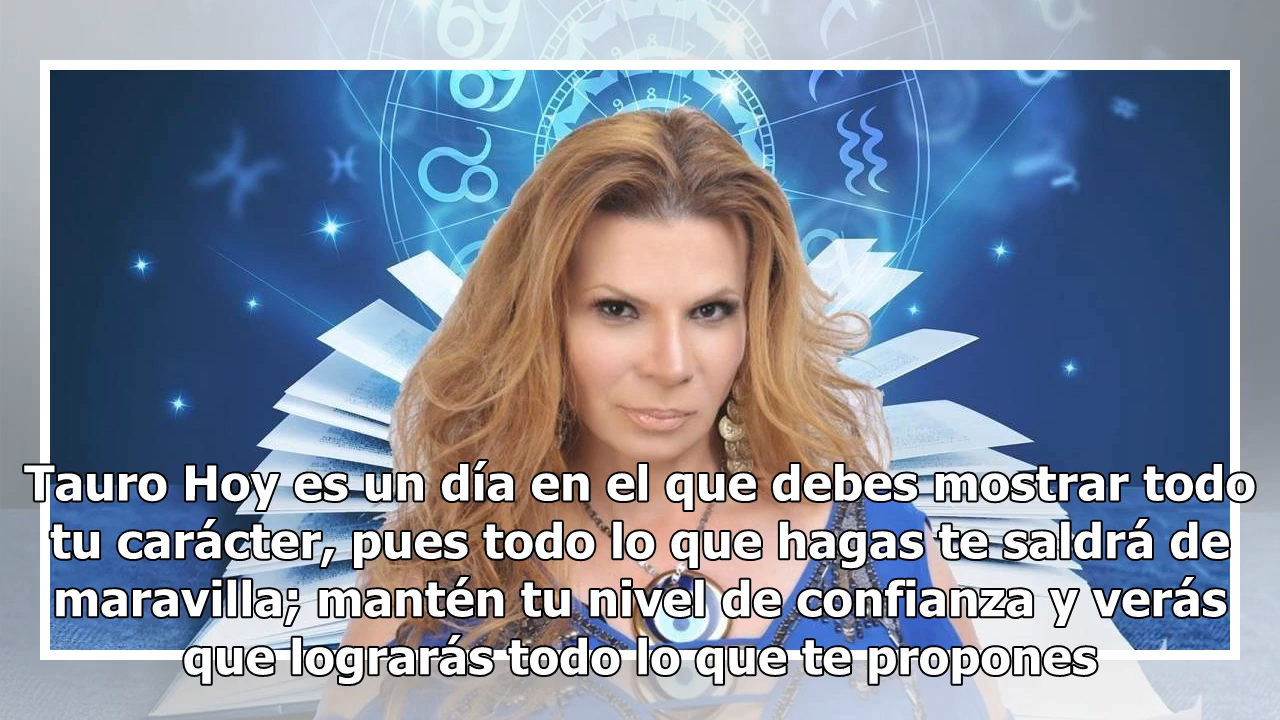 Tauro Hoy es un día en el que debes mostrar todo
tu carácter, pues todo lo que hagas te saldrá de
maravilla; mantén tu nivel de confianza y verás
que lograrás todo lo que te propones